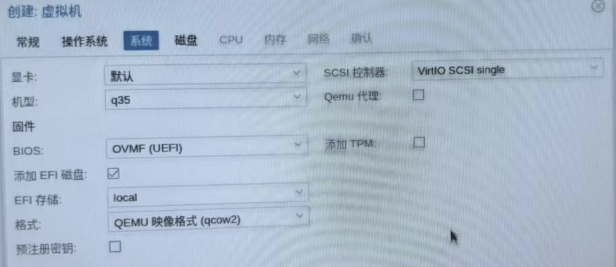 创建: 虚拟机
常规 操作系统 系统 磁盘 CPU 内存 网络 确认
显卡: 默认 SCSI 控制器: VirtIO SCSI single
机型: q35 Qemu 代理:
固件
BIOS: OVMF (UEFI) 添加 TPM:
添加 EFI 磁盘:
EFI 存储: local
格式: QEMU 映像格式 (qcow2)
预注册密钥: